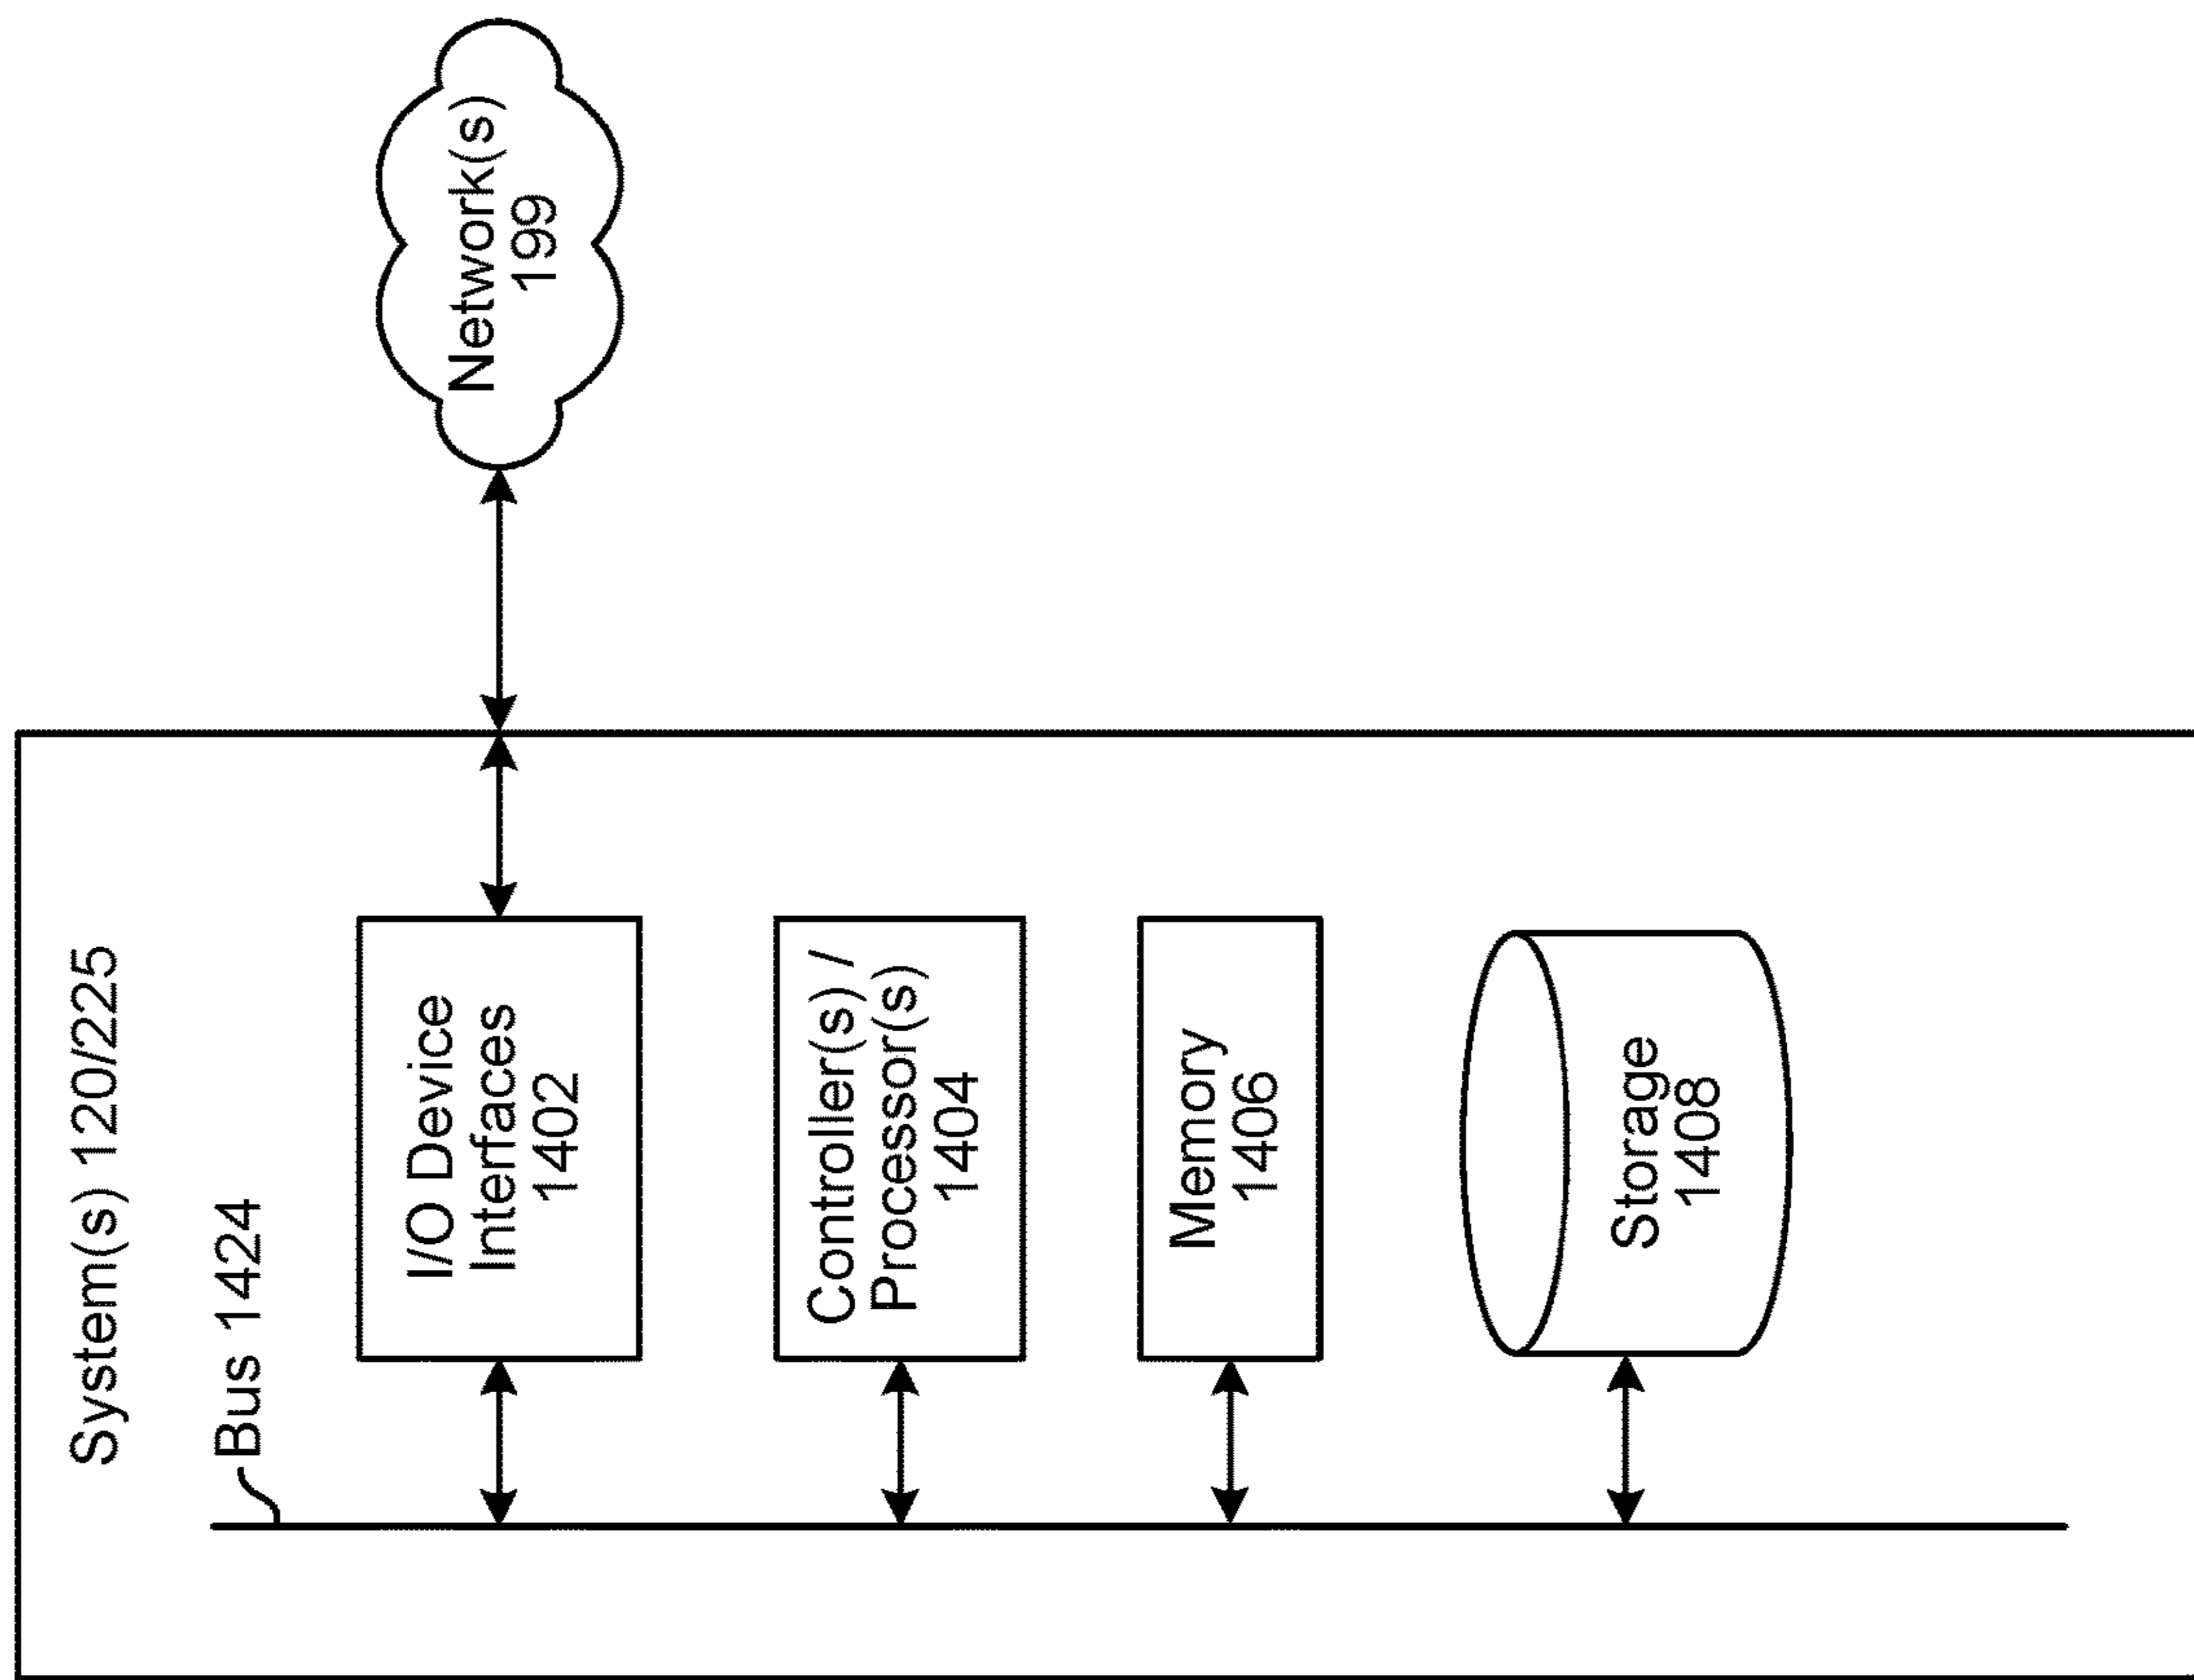 System(s) 120/225
Bus 1424
I/O Device
Interfaces
1402
Network(s)
199
Controller(s) /
Processor(s)
1404
Memory
1406
Storage
1408